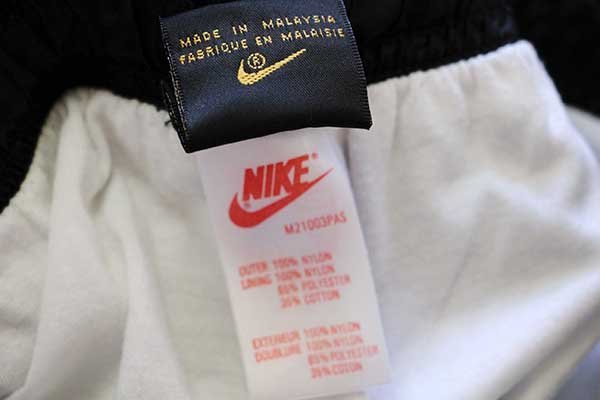 MADE IN MALAYSIA
FABRIQUE EN MALAISIE
®
NIKE
M21003PAS
OUTER 100% NYLON
LINING 100% NYLON
65% POLYESTER
35% COTTON
EXTERIEUR 100% NYLON
DOUBLURE 100% NYLON
65% POLYESTER
35% COTON